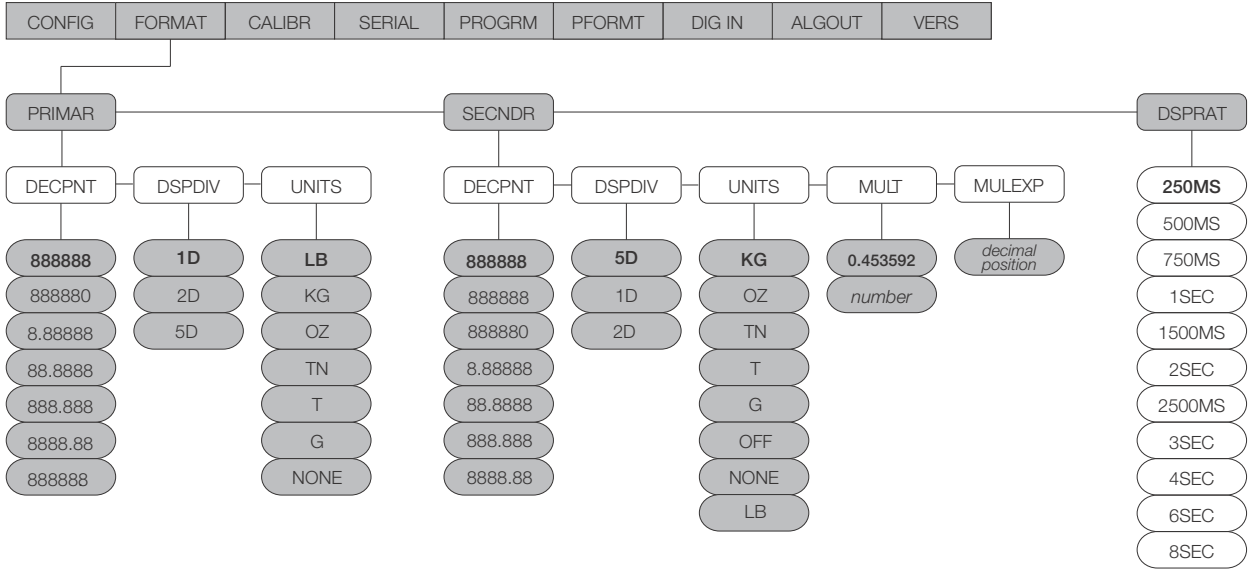 CONFIG FORMAT CALIBR SERIAL PROGRM PFORMT DIG IN ALGOUT VERS
PRIMAR SECNDR DSPRAT
DECPNT DSPDIV UNITS DECPNT DSPDIV UNITS MULT MULEXP 250MS
500MS
888888 1D LB 888888 5D KG 0.453592 decimal position 750MS
888880 2D KG 888888 1D OZ number 1SEC
8.88888 5D OZ 888880 2D TN 1500MS
88.8888 TN 8.88888 T 2SEC
888.888 T 88.8888 G 2500MS
8888.88 G 888.888 OFF 3SEC
888888 NONE 8888.88 NONE 4SEC
LB 6SEC
8SEC